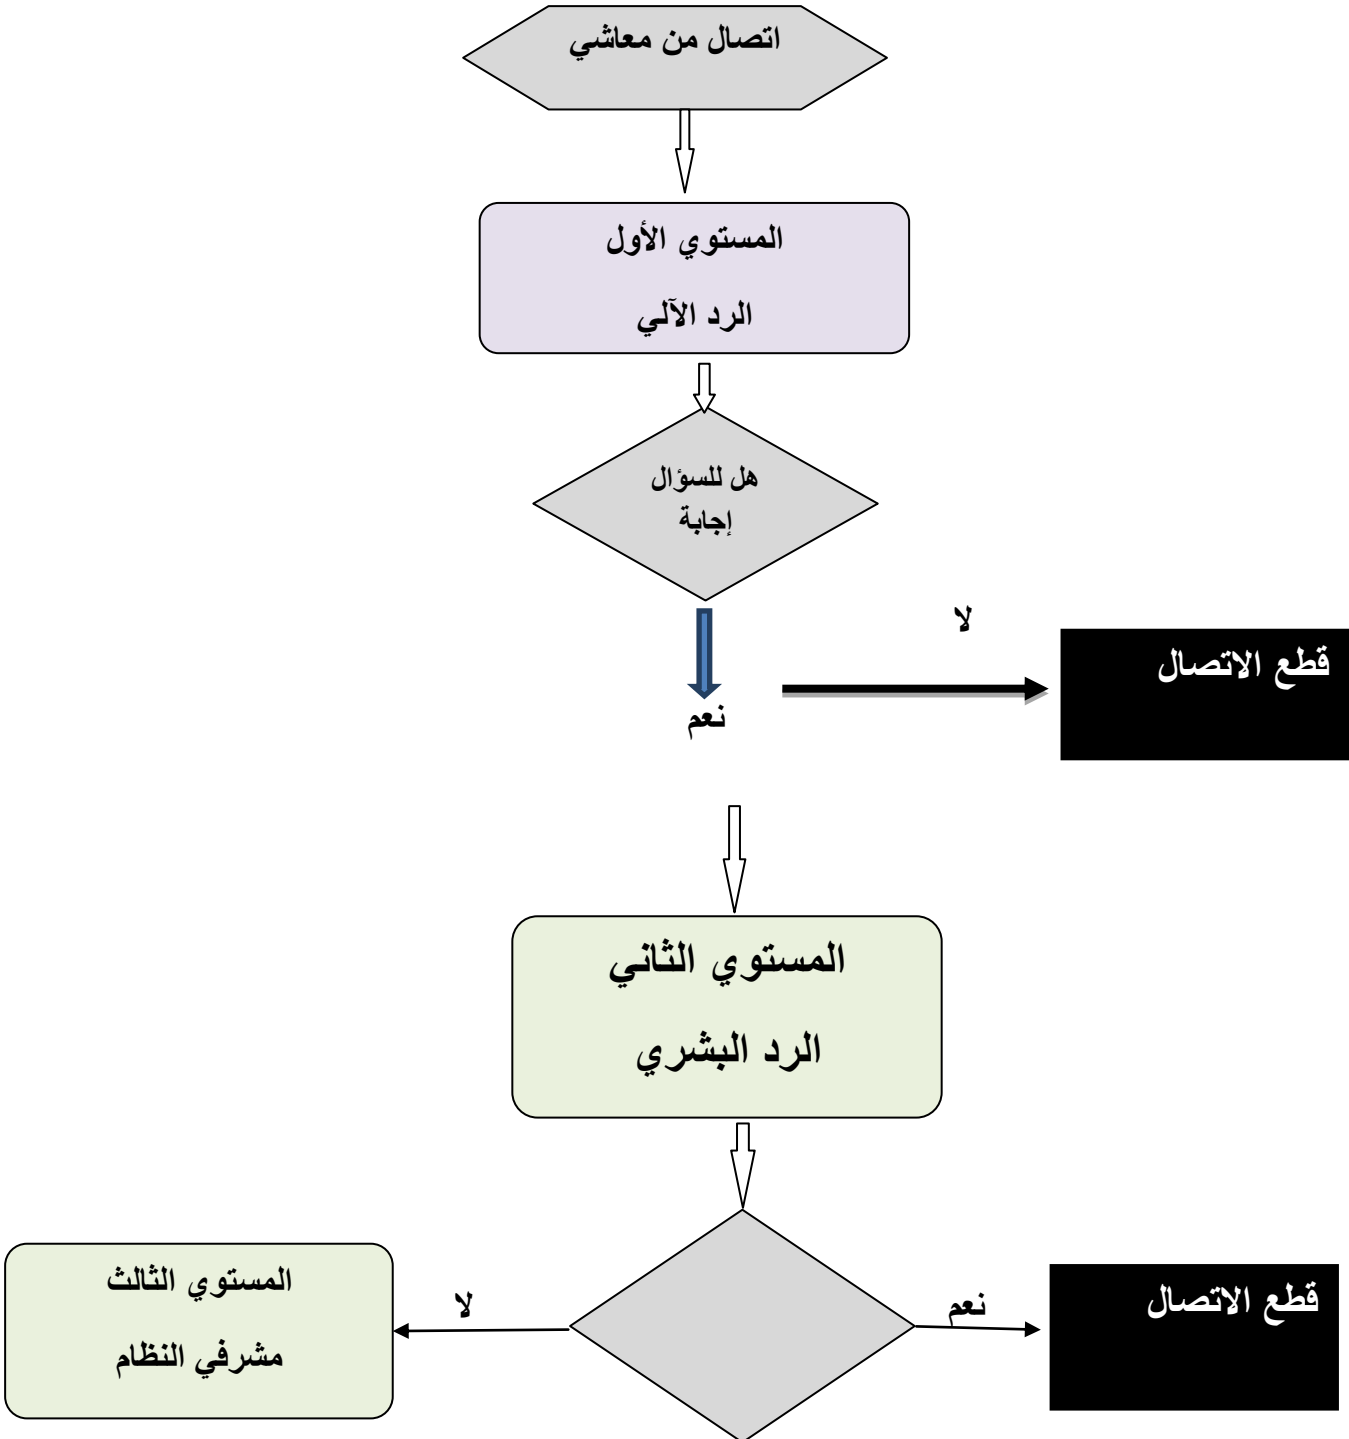 اتصال من معاشي
المستوي الأول
الرد الآلي
هل للسؤال
إجابة
لا
قطع الاتصال
نعم
المستوي الثاني
الرد البشري
قطع الاتصال
نعم
لا
المستوي الثالث
مشرفي النظام